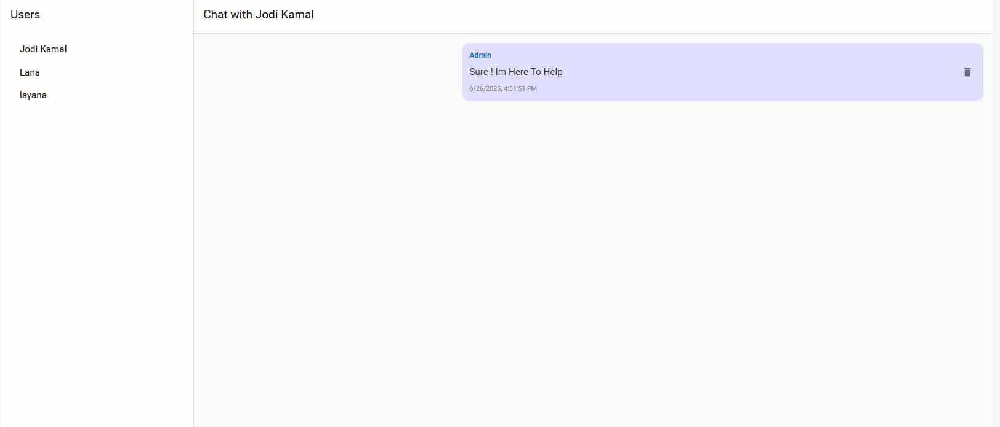 Users
Jodi Kamal
Lana
layana
Chat with Jodi Kamal
Admin
Sure ! Im Here To Help
6/26/2025, 4:51:51 PM